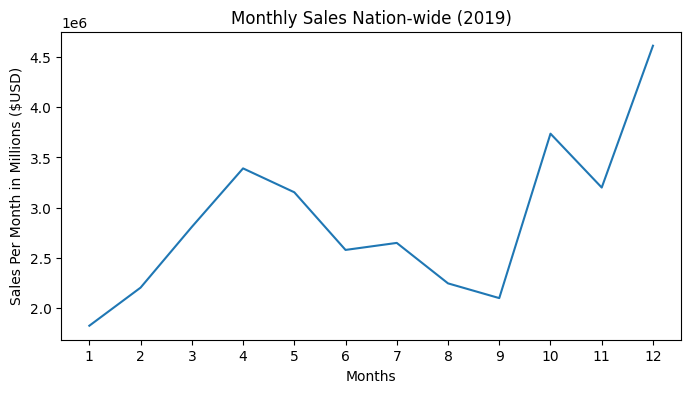 Monthly Sales Nation-wide (2019)
1e6
Sales Per Month in Millions ($USD)
4.5
4.0
3.5
3.0
2.5
2.0
1 2 3 4 5 6 7 8 9 10 11 12
Months